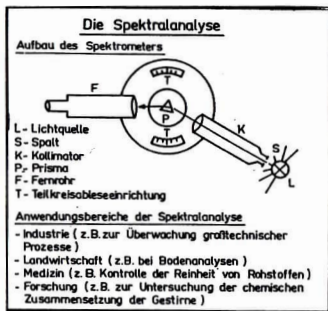 Die Spektralanalyse
Aufbau des Spektrometers
F
T
P
T
K
S
L
L - Lichtquelle
S - Spalt
K - Kollimator
P - Prisma
F - Fernrohr
T - Teilkreisableseeinrichtung
Anwendungsbereiche der Spektralanalyse
- Industrie (z.B. zur Überwachung großtechnischer
Prozesse)
- Landwirtschaft (z.B. bei Bodenanalysen)
- Medizin (z.B. Kontrolle der Reinheit von Rohstoffen)
- Forschung (z.B. zur Untersuchung der chemischen
Zusammensetzung der Gestirne)